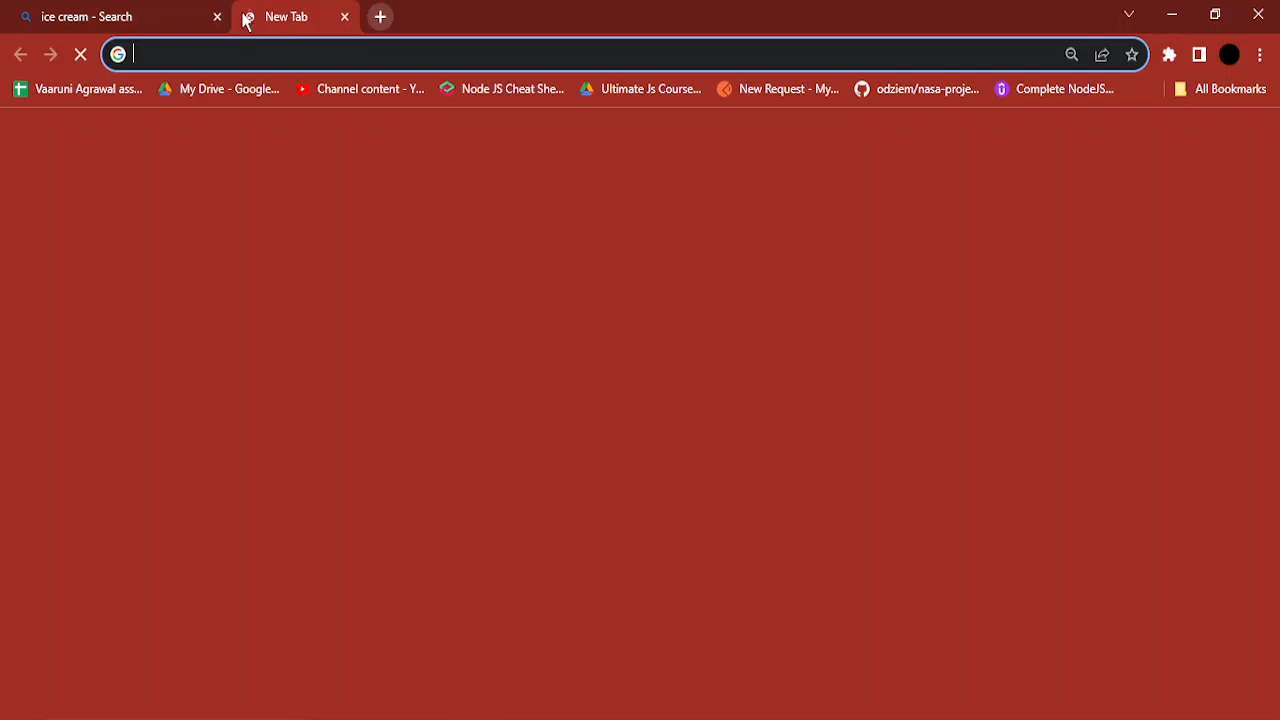 ice cream - Search New Tab
Vaaruni Agrawal ass... My Drive - Google... Channel content - Y... Node JS Cheat She... Ultimate Js Course... New Request - My... odziem/nasa-proje... Complete NodeJS... All Bookmarks